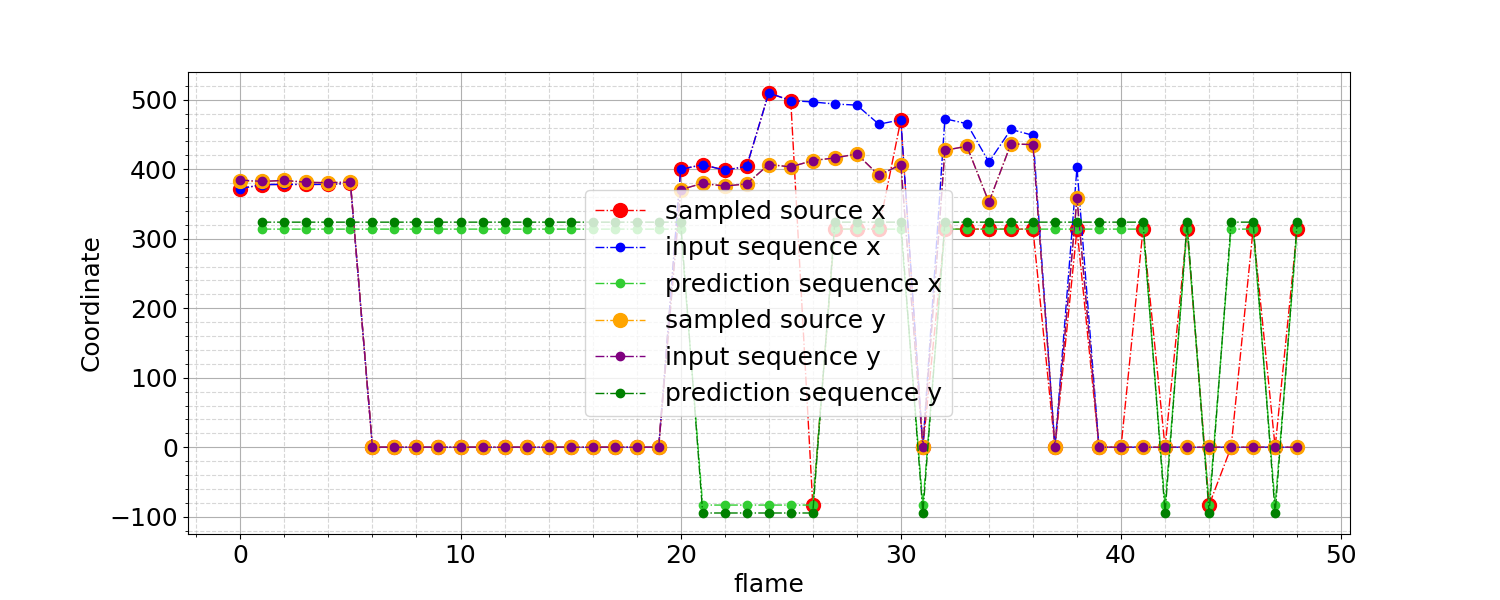 500
400
300
200
100
0
−100
Coordinate
sampled source x
input sequence x
prediction sequence x
sampled source y
input sequence y
prediction sequence y
0 10 20 30 40 50
flame